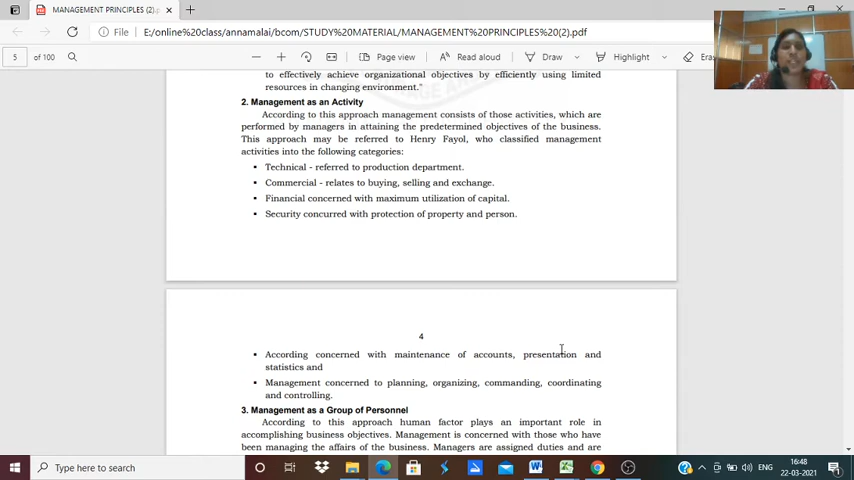 MANAGEMENT PRINCIPLES (2).p
File
E:/online%20class/annamalai/bcom/STUDY%20MATERIAL/MANAGEMENT%20PRINCIPLES%20(2).pdf
5 of 100
Page view
Read aloud
Draw
Highlight
to effectively achieve organizational objectives by efficiently using limited
resources in changing environment."
2. Management as an Activity
According to this approach management consists of those activities, which are
performed by managers in attaining the predetermined objectives of the business.
This approach may be referred to Henry Fayol, who classified management
activities into the following categories:
▪ Technical - referred to production department.
▪ Commercial - relates to buying, selling and exchange.
▪ Financial concerned with maximum utilization of capital.
▪ Security concurred with protection of property and person.
4
▪ According concerned with maintenance of accounts, presentation and
statistics and
▪ Management concerned to planning, organizing, commanding, coordinating
and controlling.
3. Management as a Group of Personnel
According to this approach human factor plays an important role in
accomplishing business objectives. Management is concerned with those who have
been managing the affairs of the business. Managers are assigned duties and are
Type here to search
ENG
16:48
22-03-2021